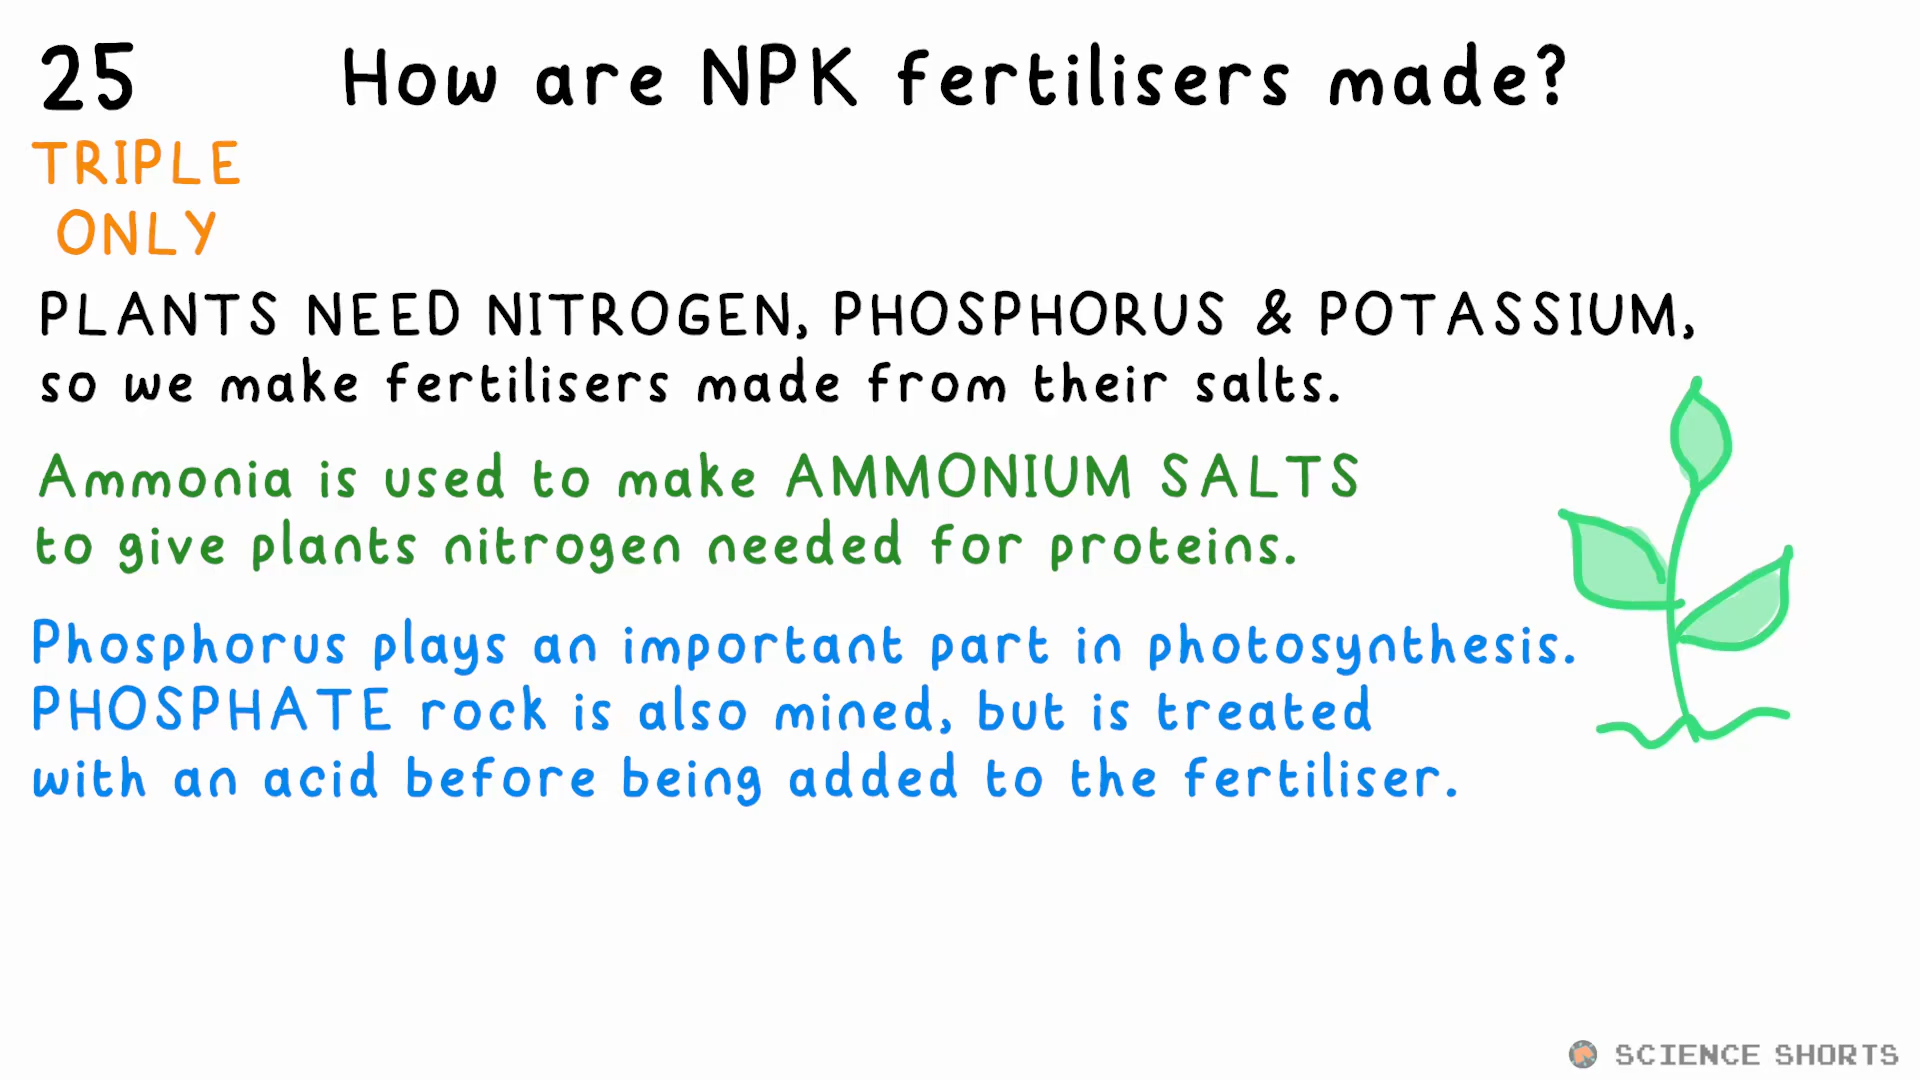 25 How are NPK fertilisers made?
TRIPLE
ONLY
PLANTS NEED NITROGEN, PHOSPHORUS & POTASSIUM,
so we make fertilisers made from their salts.
Ammonia is used to make AMMONIUM SALTS
to give plants nitrogen needed for proteins.
Phosphorus plays an important part in photosynthesis.
PHOSPHATE rock is also mined, but is treated
with an acid before being added to the fertiliser.
SCIENCE SHORTS